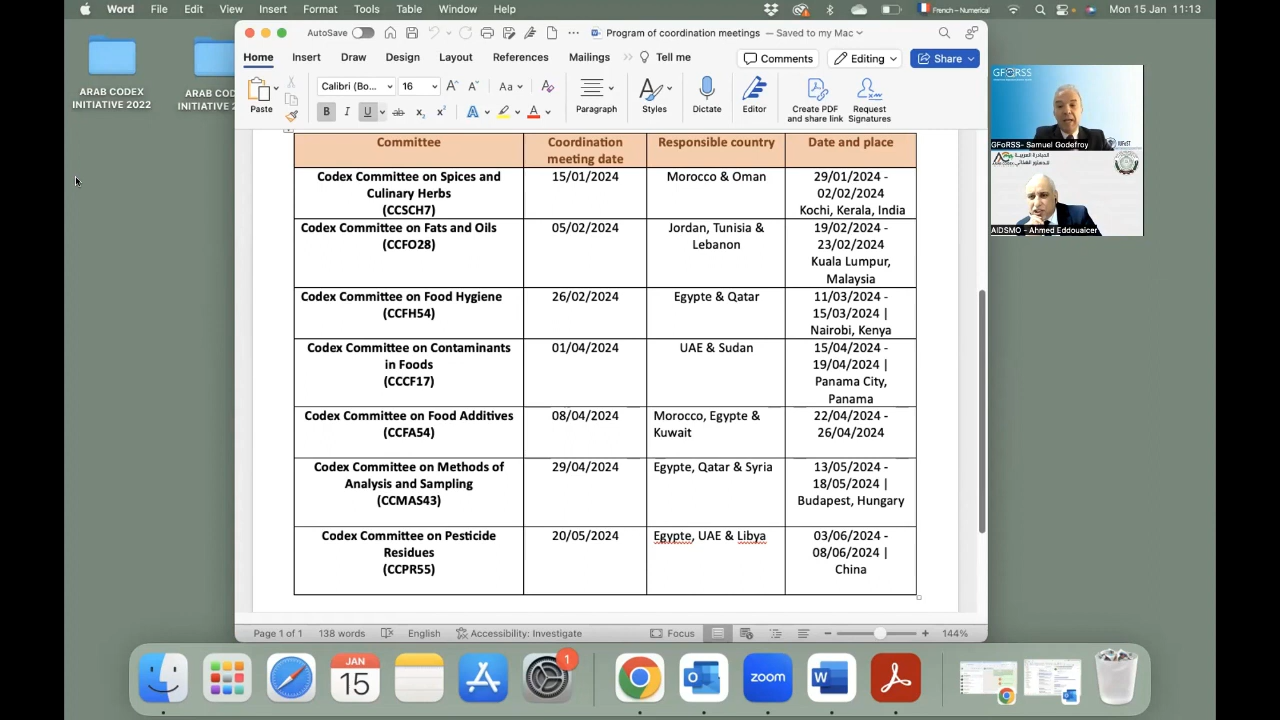 Word File Edit View Insert Format Tools Table Window Help French – Numerical Mon 15 Jan 11:13
AutoSave Program of coordination meetings — Saved to my Mac
Home Insert Draw Design Layout References Mailings Tell me Comments Editing Share
Paste Calibri (Bo... 16 Aa Paragraph Styles Dictate Editor Create PDF and share link Request Signatures
ARAB CODEX
INITIATIVE 2022
ARAB COD
INITIATIVE 2
Committee
Coordination
meeting date
Responsible country
Date and place
Codex Committee on Spices and
Culinary Herbs
(CCSCH7)
15/01/2024
Morocco & Oman
29/01/2024 -
02/02/2024
Kochi, Kerala, India
Codex Committee on Fats and Oils
(CCFO28)
05/02/2024
Jordan, Tunisia &
Lebanon
19/02/2024 -
23/02/2024
Kuala Lumpur,
Malaysia
Codex Committee on Food Hygiene
(CCFH54)
26/02/2024
Egypte & Qatar
11/03/2024 -
15/03/2024 |
Nairobi, Kenya
Codex Committee on Contaminants
in Foods
(CCCF17)
01/04/2024
UAE & Sudan
15/04/2024 -
19/04/2024 |
Panama City,
Panama
Codex Committee on Food Additives
(CCFA54)
08/04/2024
Morocco, Egypte &
Kuwait
22/04/2024 -
26/04/2024
Codex Committee on Methods of
Analysis and Sampling
(CCMAS43)
29/04/2024
Egypte, Qatar & Syria
13/05/2024 -
18/05/2024 |
Budapest, Hungary
Codex Committee on Pesticide
Residues
(CCPR55)
20/05/2024
Egypte, UAE & Libya
03/06/2024 -
08/06/2024 |
China
GFoRSS
GFoRSS- Samuel Godefroy
AIDSMO - Ahmed Eddouaicer
Page 1 of 1 138 words English Accessibility: Investigate Focus 144%
JAN
15
1
zoom